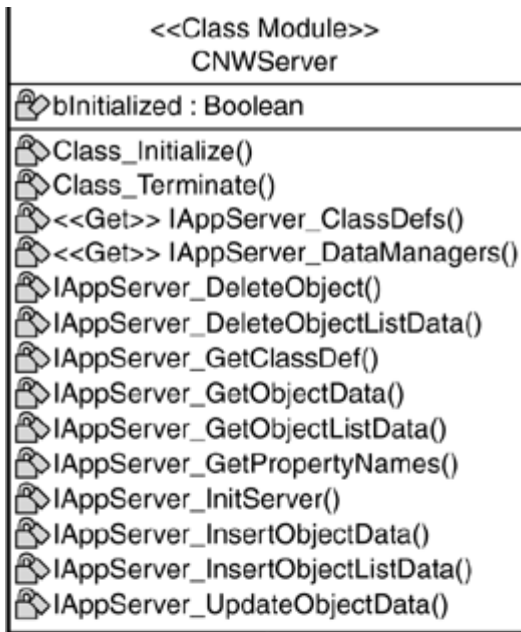 <<Class Module>>
CNWServer
bInitialized : Boolean
Class_Initialize()
Class_Terminate()
<<Get>> IAppServer_ClassDefs()
<<Get>> IAppServer_DataManagers()
IAppServer_DeleteObject()
IAppServer_DeleteObjectListData()
IAppServer_GetClassDef()
IAppServer_GetObjectData()
IAppServer_GetObjectListData()
IAppServer_GetPropertyNames()
IAppServer_InitServer()
IAppServer_InsertObjectData()
IAppServer_InsertObjectListData()
IAppServer_UpdateObjectData()